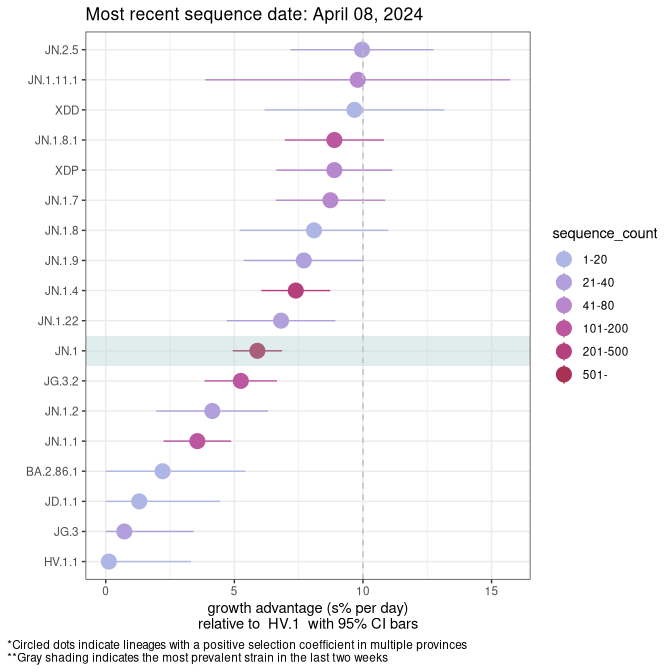 Most recent sequence date: April 08, 2024
JN.2.5
JN.1.11.1
XDD
JN.1.8.1
XDP
JN.1.7
JN.1.8
JN.1.9
JN.1.4
JN.1.22
JN.1
JG.3.2
JN.1.2
JN.1.1
BA.2.86.1
JD.1.1
JG.3
HV.1.1
0 5 10 15
growth advantage (s% per day)
relative to HV.1 with 95% CI bars
sequence_count
1-20
21-40
41-80
101-200
201-500
501-
*Circled dots indicate lineages with a positive selection coefficient in multiple provinces
**Gray shading indicates the most prevalent strain in the last two weeks